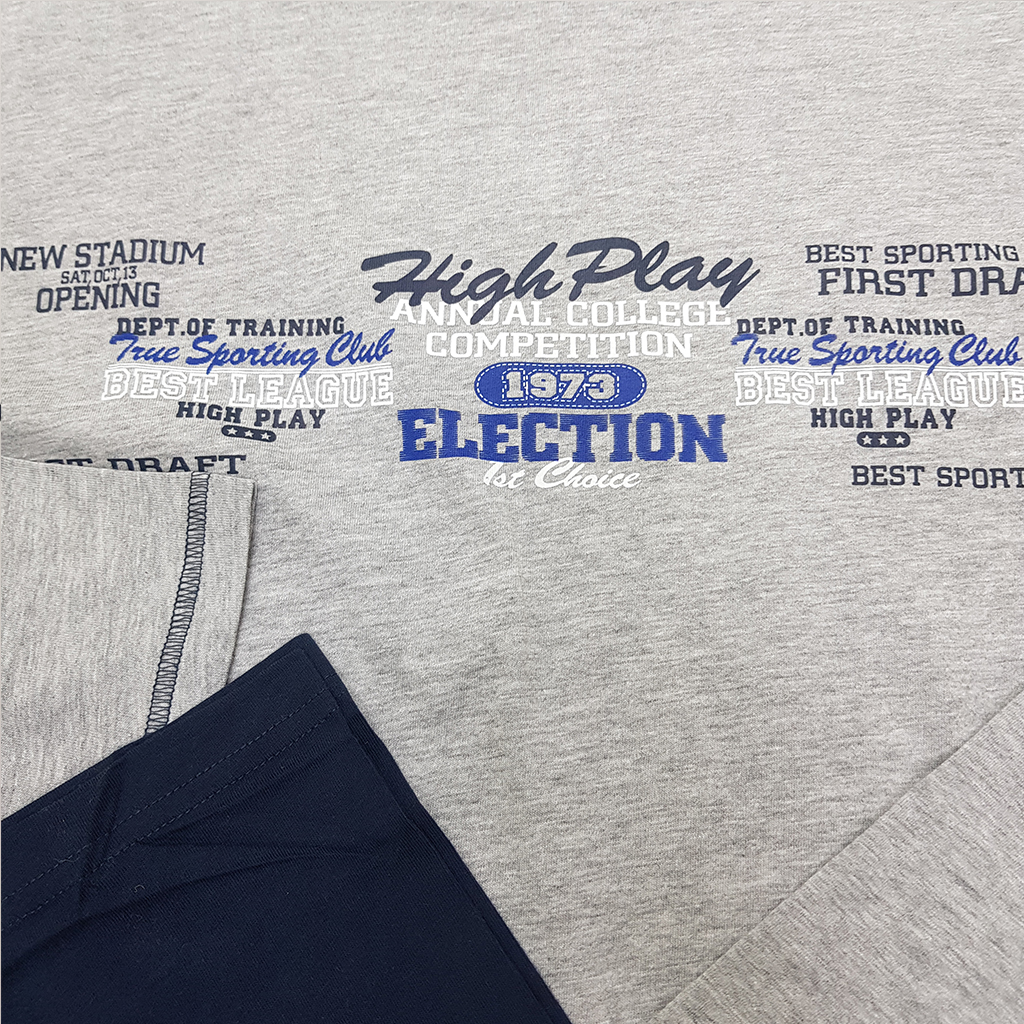 NEW STADIUM
SAT,OCT,13
OPENING
DEPT.OF TRAINING
True Sporting Club
BEST LEAGUE
HIGH PLAY
DRAFT
High Play
ANNUAL COLLEGE
COMPETITION
1973
ELECTION
1st Choice
BEST SPORTING
FIRST
DEPT.OF TRAINING
True Sporting Club
BEST LEAGUE
HIGH PLAY
BEST